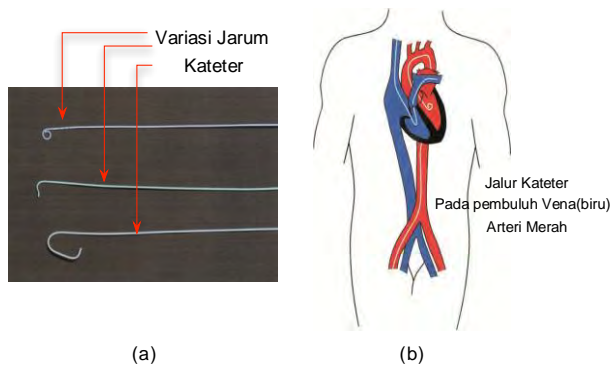 Variasi Jarum
Kateter
Jalur Kateter
Pada pembuluh Vena(biru)
Arteri Merah
(a)
(b)